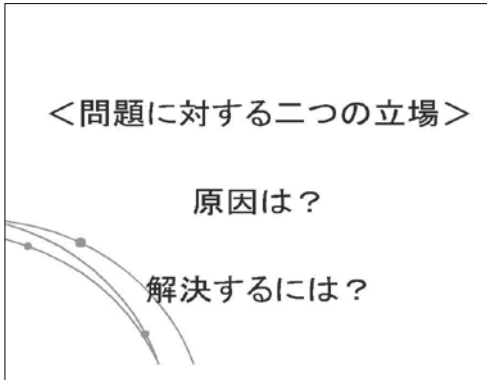 ＜問題に対する二つの立場＞
原因は？
解決するには？